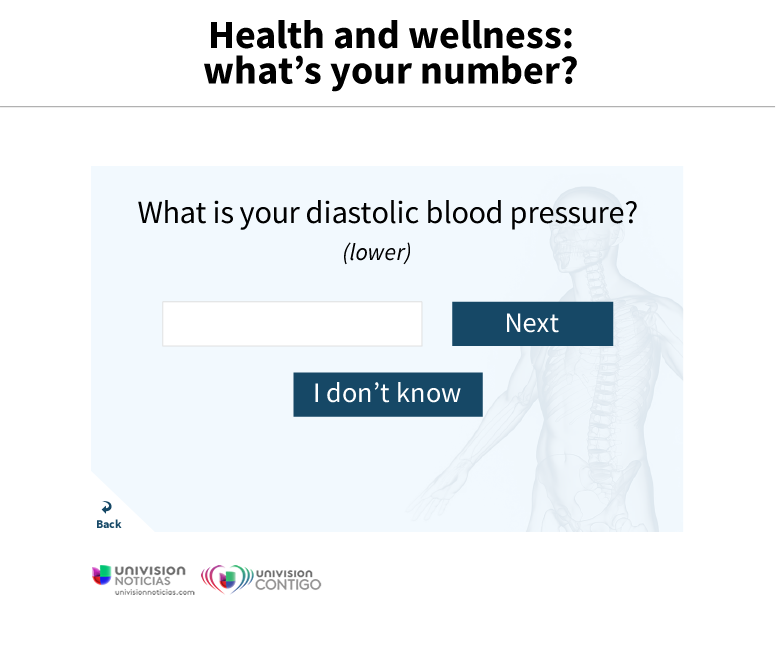 Health and wellness:
what’s your number?
What is your diastolic blood pressure?
(lower)
Next
I don’t know
Back
UNIVISION
NOTICIAS
univisionnoticias.com
UNIVISION
CONTIGO